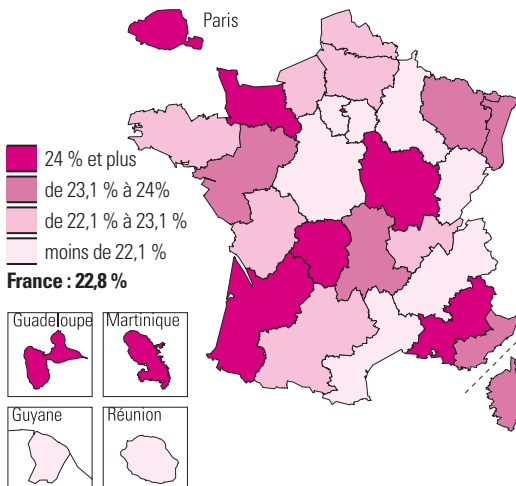 Paris
24 % et plus
de 23,1 % à 24%
de 22,1 % à 23,1 %
moins de 22,1 %
France : 22,8 %
Guadeloupe
Martinique
Guyane
Réunion